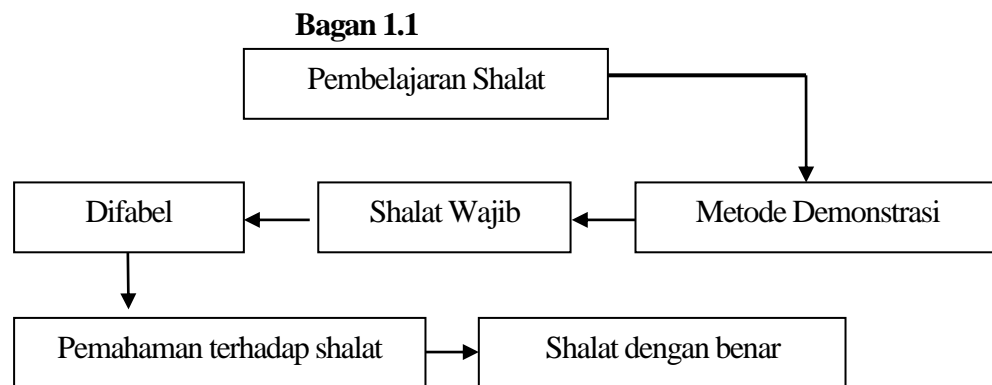 Bagan 1.1
Pembelajaran Shalat
Difabel
Shalat Wajib
Metode Demonstrasi
Pemahaman terhadap shalat
Shalat dengan benar